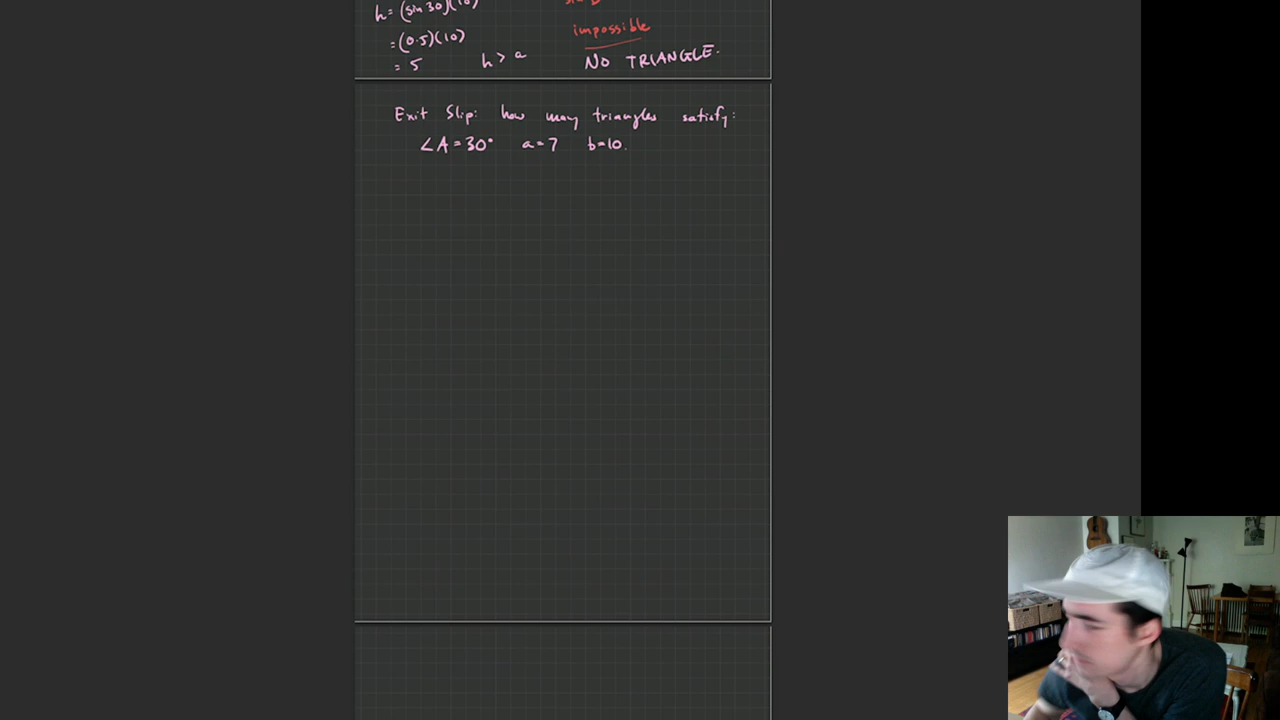 h = (sin 30)(10)
= (0.5)(10)
= 5
h > a
impossible
NO TRIANGLE.
Exit Slip: how many triangles satisfy:
∠A = 30° a=7 b=10.